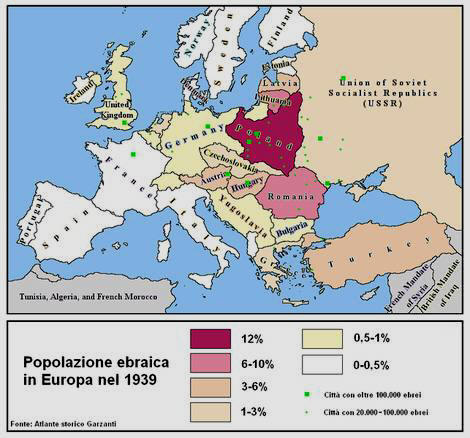 Norway
Sweden
Finland
Estonia
Latvia
Lithuania
Union of Soviet
Socialist Republics
(USSR)
Denmark
Ireland
United
Kingdom
Germany
Poland
Czechoslovakia
France
Austria
Hungary
Romania
Yugoslavia
Bulgaria
Portugal
Spain
Italy
Greece
Turkey
Tunisia, Algeria, and French Morocco
French Mandate
of Syria
British Mandate
of Iraq
Popolazione ebraica
in Europa nel 1939
Fonte: Atlante storico Garzanti
12%
6-10%
3-6%
1-3%
0,5-1%
0-0,5%
Città con oltre 100.000 ebrei
Città con 20.000-100.000 ebrei